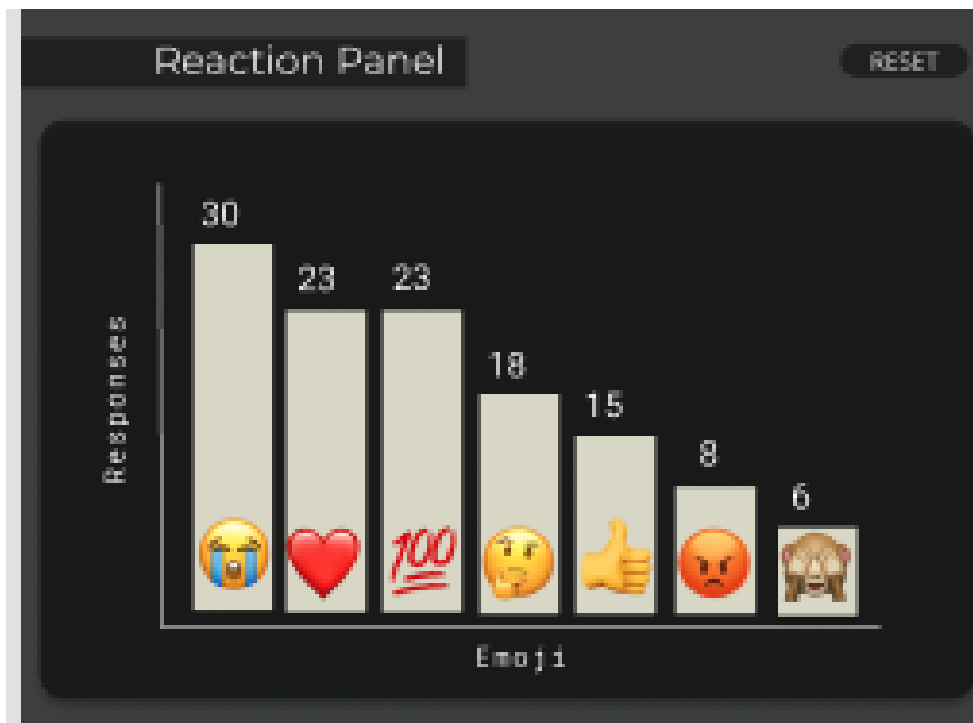 Reaction Panel
RESET
30
23
23
18
15
8
6
Responses
💯
Emoji